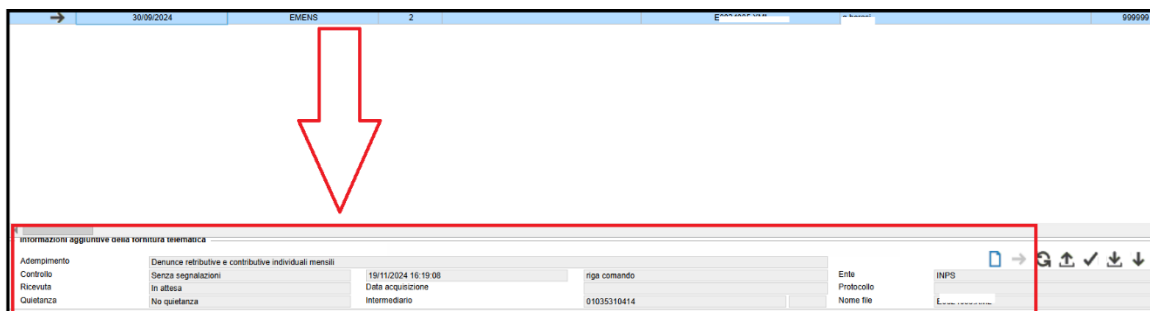 30/09/2024 EMENS 2 999999
Informazioni aggiuntive della fornitura telematica
Adempimento Denunce retributive e contributive individuali mensili
Controllo Senza segnalazioni 19/11/2024 16:19:08 riga comando Ente INPS
Ricevuta In attesa Data acquisizione Protocollo
Quietanza No quietanza Intermediario 01035310414 Nome file